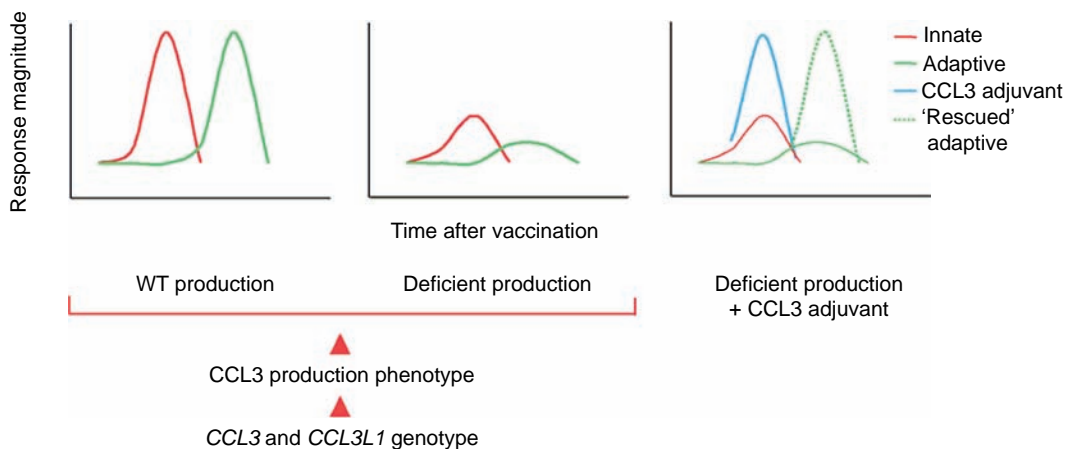 Response magnitude
Innate
Adaptive
CCL3 adjuvant
‘Rescued’
adaptive
Time after vaccination
WT production
Deficient production
Deficient production
+ CCL3 adjuvant
CCL3 production phenotype
CCL3 and CCL3L1 genotype